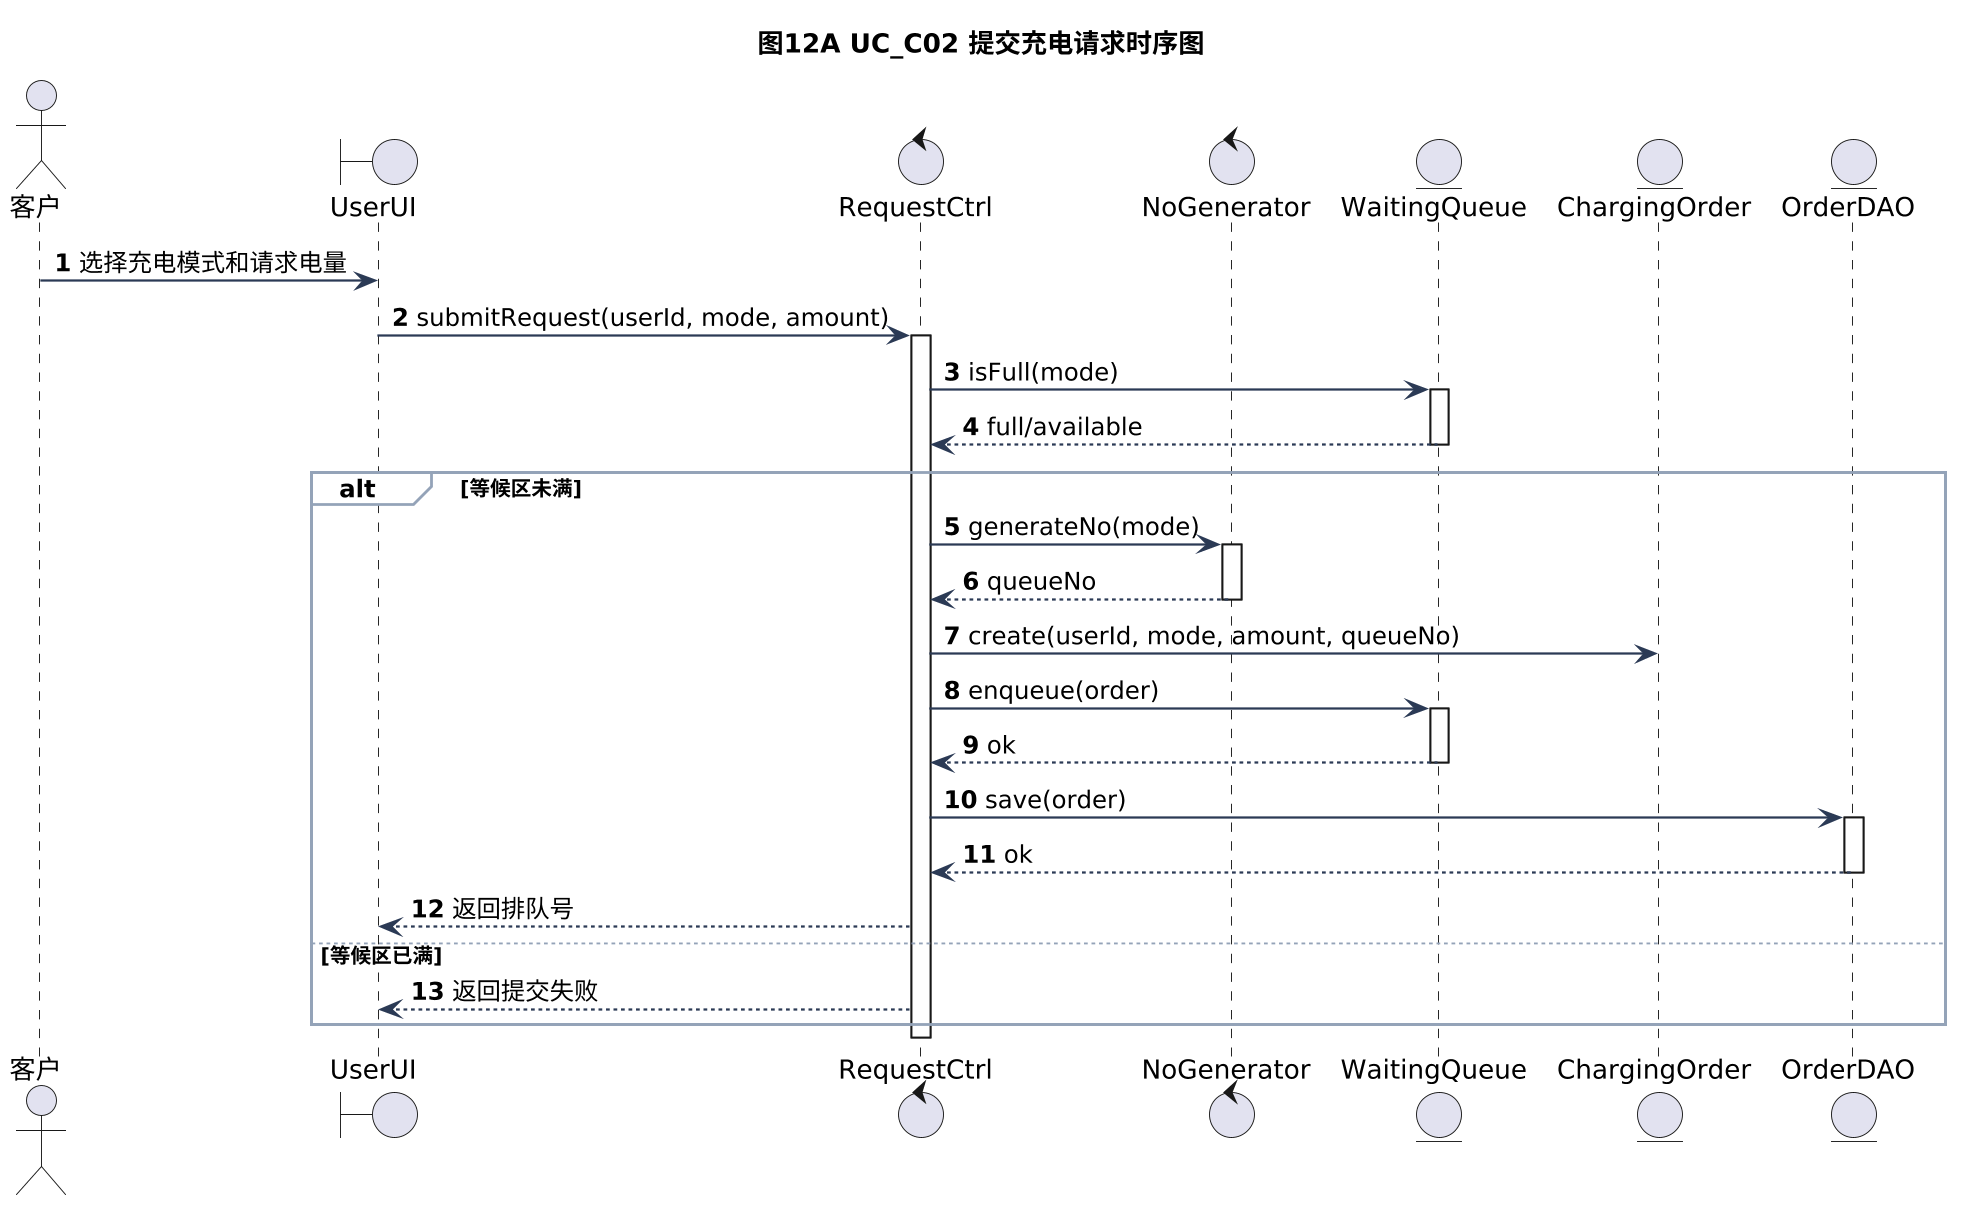 图12A UC_C02 提交充电请求时序图
客户
UserUI
RequestCtrl
NoGenerator
WaitingQueue
ChargingOrder
OrderDAO
1 选择充电模式和请求电量
2 submitRequest(userId, mode, amount)
3 isFull(mode)
4 full/available
alt
[等候区未满]
5 generateNo(mode)
6 queueNo
7 create(userId, mode, amount, queueNo)
8 enqueue(order)
9 ok
10 save(order)
11 ok
12 返回排队号
[等候区已满]
13 返回提交失败
客户
UserUI
RequestCtrl
NoGenerator
WaitingQueue
ChargingOrder
OrderDAO